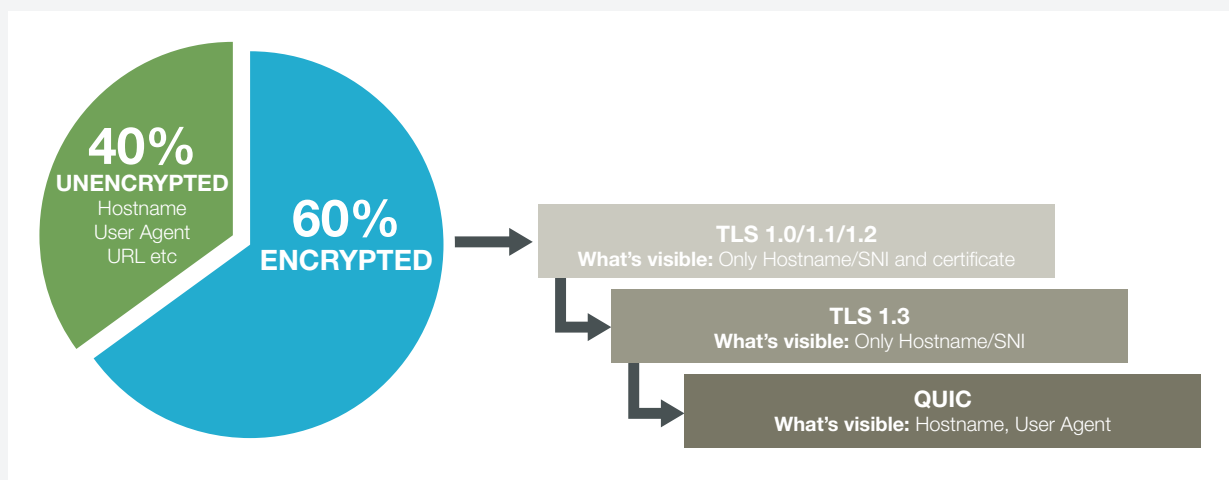 40%
UNENCRYPTED
Hostname
User Agent
URL etc
60%
ENCRYPTED
TLS 1.0/1.1/1.2
What's visible: Only Hostname/SNI and certificate
TLS 1.3
What's visible: Only Hostname/SNI
QUIC
What's visible: Hostname, User Agent